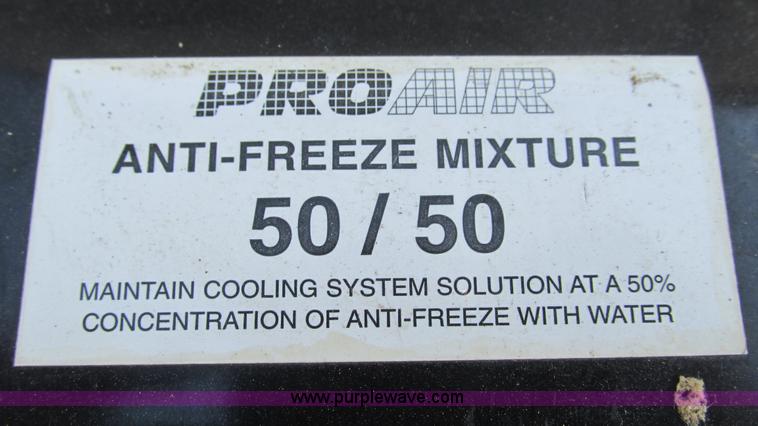 PROAIR
ANTI-FREEZE MIXTURE
50 / 50
MAINTAIN COOLING SYSTEM SOLUTION AT A 50%
CONCENTRATION OF ANTI-FREEZE WITH WATER
www.purplewave.com